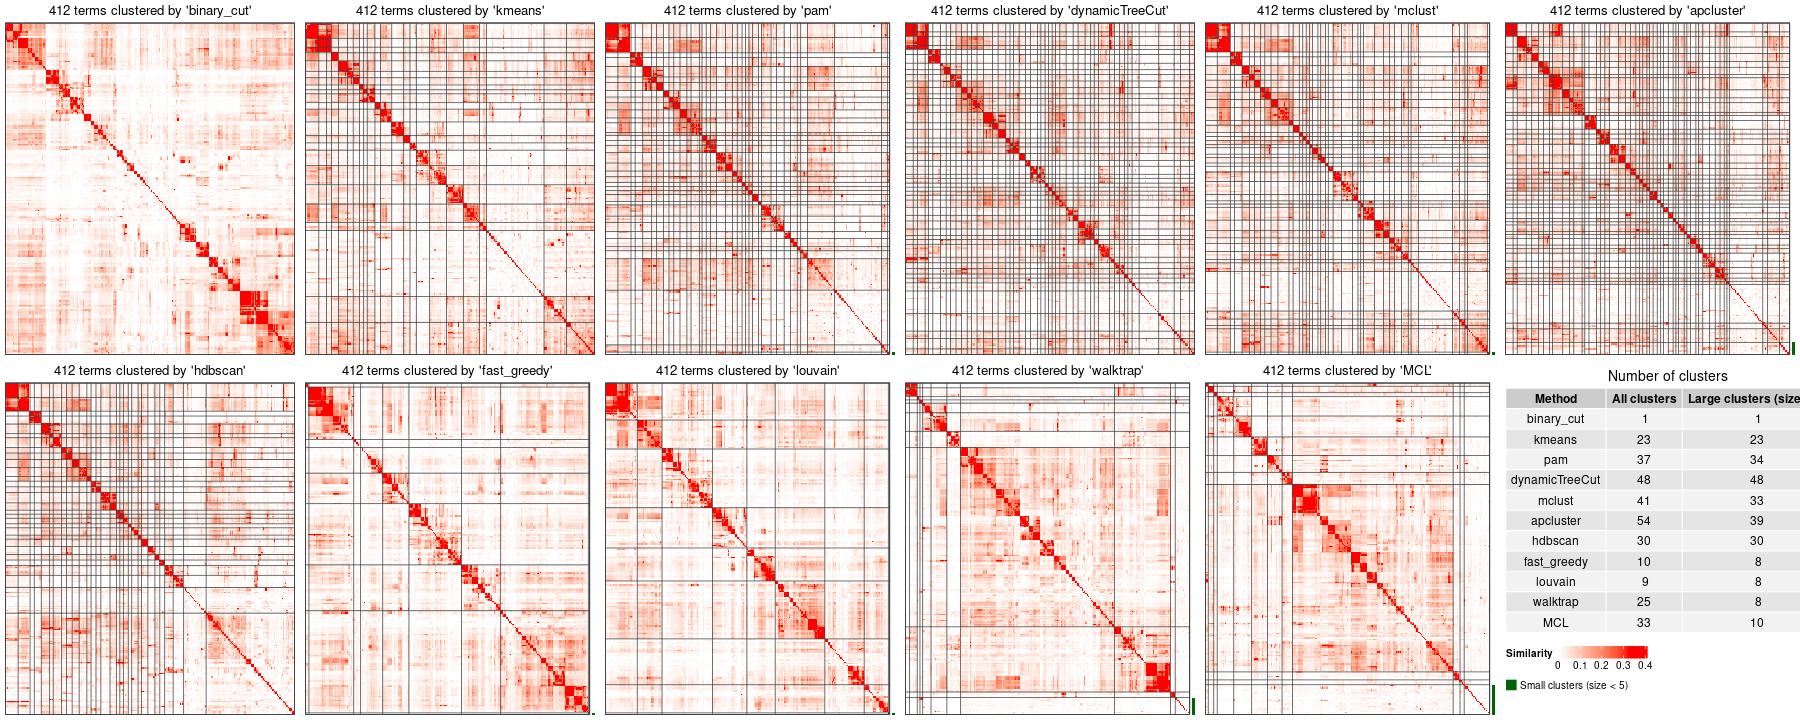 412 terms clustered by 'binary_cut'
412 terms clustered by 'kmeans'
412 terms clustered by 'pam'
412 terms clustered by 'dynamicTreeCut'
412 terms clustered by 'mclust'
412 terms clustered by 'apcluster'
412 terms clustered by 'hdbscan'
412 terms clustered by 'fast_greedy'
412 terms clustered by 'louvain'
412 terms clustered by 'walktrap'
412 terms clustered by 'MCL'
Number of clusters
Method All clusters Large clusters (size
binary_cut 1 1
kmeans 23 23
pam 37 34
dynamicTreeCut 48 48
mclust 41 33
apcluster 54 39
hdbscan 30 30
fast_greedy 10 8
louvain 9 8
walktrap 25 8
MCL 33 10
Similarity
0 0.1 0.2 0.3 0.4
Small clusters (size < 5)